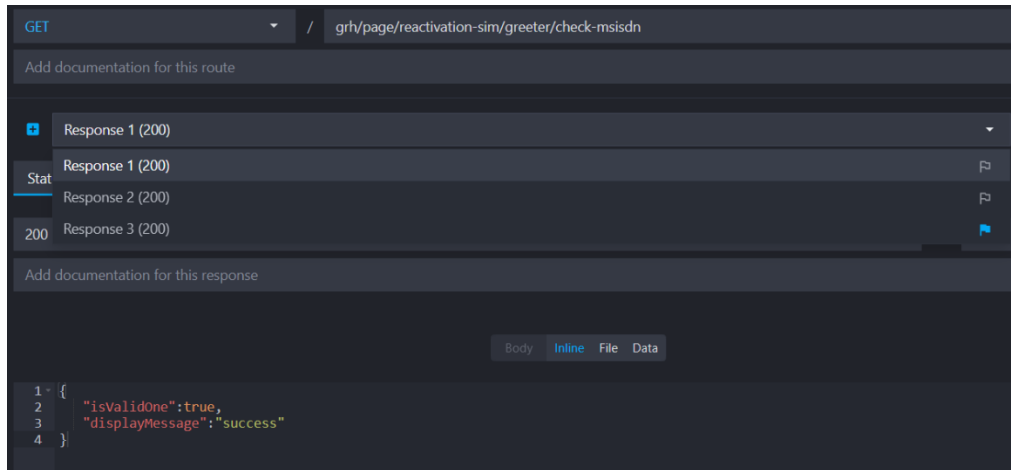 GET / grh/page/reactivation-sim/greeter/check-msisdn
Add documentation for this route
Response 1 (200)
Response 1 (200)
Stat
Response 2 (200)
200 Response 3 (200)
Add documentation for this response
Body Inline File Data
1 {
2 "isValidOne":true,
3 "displayMessage":"success"
4 }